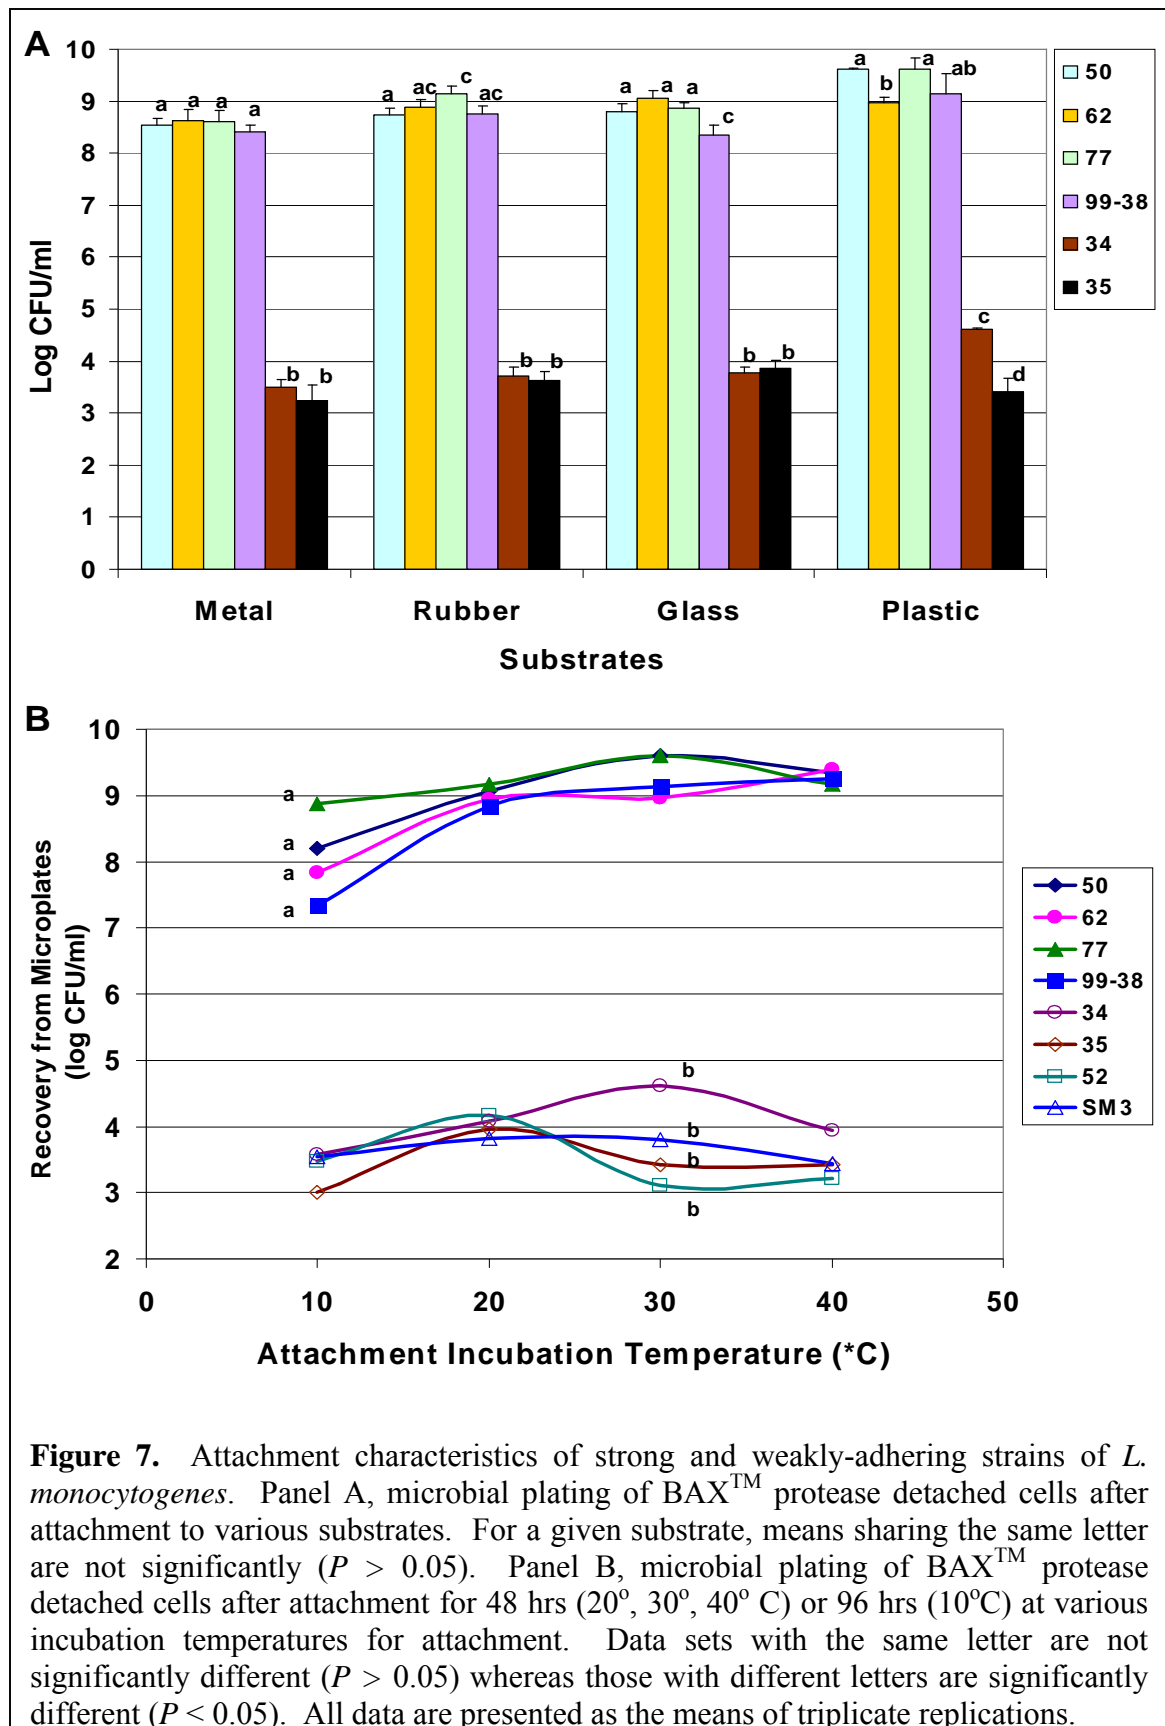 A
10
9
8
7
6
5
4
3
2
1
0
Log CFU/ml
a a a a b b
a ac c ac b b
a a a c b b
a b a ab c d
Metal Rubber Glass Plastic
Substrates
50
62
77
99-38
34
35
B
10
9
8
7
6
5
4
3
2
Recovery from Microplates
(log CFU/ml)
a
a
a
a
b
b
b
b
0 10 20 30 40 50
Attachment Incubation Temperature (*C)
50
62
77
99-38
34
35
52
SM3
Figure 7. Attachment characteristics of strong and weakly-adhering strains of L.
monocytogenes. Panel A, microbial plating of BAX™ protease detached cells after
attachment to various substrates. For a given substrate, means sharing the same letter
are not significantly (P > 0.05). Panel B, microbial plating of BAX™ protease
detached cells after attachment for 48 hrs (20°, 30°, 40° C) or 96 hrs (10°C) at various
incubation temperatures for attachment. Data sets with the same letter are not
significantly different (P > 0.05) whereas those with different letters are significantly
different (P < 0.05). All data are presented as the means of triplicate replications.